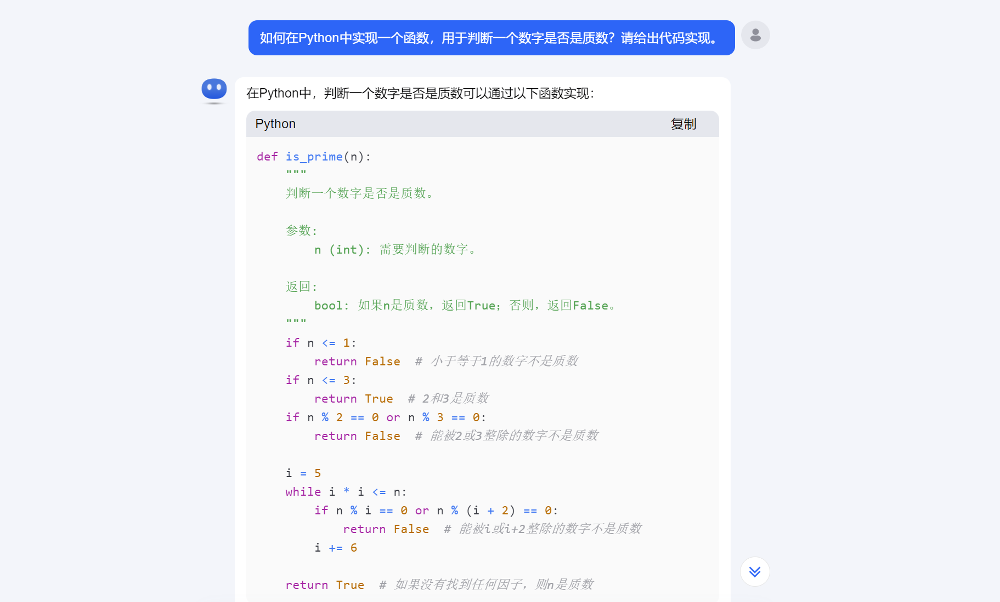 如何在Python中实现一个函数，用于判断一个数字是否是质数？请给出代码实现。
在Python中，判断一个数字是否是质数可以通过以下函数实现：
Python 复制
def is_prime(n):
    """
    判断一个数字是否是质数。

    参数:
        n (int): 需要判断的数字。

    返回:
        bool: 如果n是质数，返回True；否则，返回False。
    """
    if n <= 1:
        return False  # 小于等于1的数字不是质数
    if n <= 3:
        return True  # 2和3是质数
    if n % 2 == 0 or n % 3 == 0:
        return False  # 能被2或3整除的数字不是质数

    i = 5
    while i * i <= n:
        if n % i == 0 or n % (i + 2) == 0:
            return False  # 能被i或i+2整除的数字不是质数
        i += 6

    return True  # 如果没有找到任何因子，则n是质数